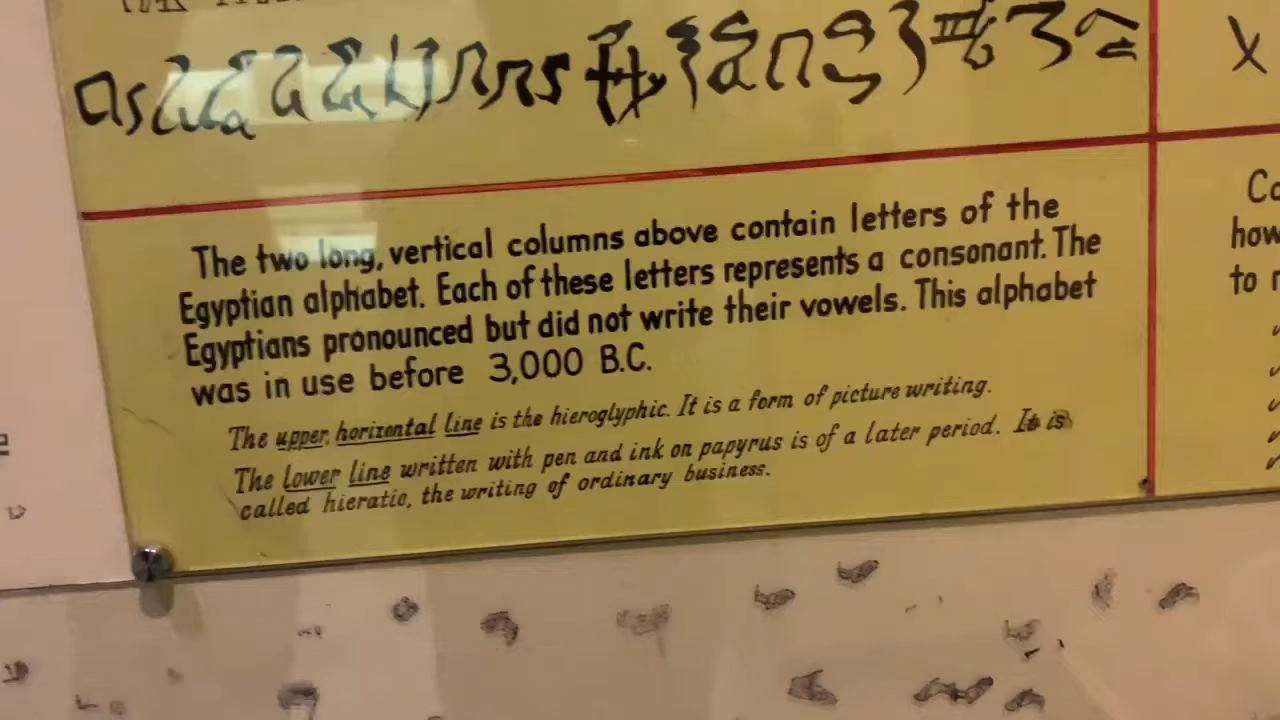 The two long, vertical columns above contain letters of the
Egyptian alphabet. Each of these letters represents a consonant. The
Egyptians pronounced but did not write their vowels. This alphabet
was in use before 3,000 B.C.
The upper horizontal line is the hieroglyphic. It is a form of picture writing.
The lower line written with pen and ink on papyrus is of a later period. It is
called hieratic, the writing of ordinary business.
X
how
to